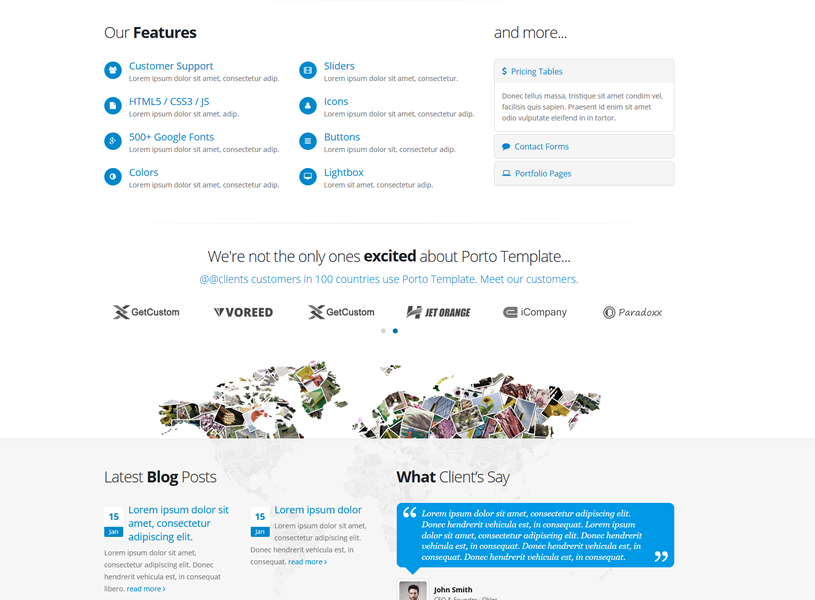 Our Features
Customer Support
Lorem ipsum dolor sit amet, consectetur adip.
HTML5 / CSS3 / JS
Lorem ipsum dolor sit amet, adip.
500+ Google Fonts
Lorem ipsum dolor sit amet, consectetur adip.
Colors
Lorem ipsum dolor sit amet, consectetur adip.
Sliders
Lorem ipsum dolor sit amet, consectetur.
Icons
Lorem ipsum dolor sit amet, consectetur adip.
Buttons
Lorem ipsum dolor sit, consectetur adip.
Lightbox
Lorem sit amet, consectetur adip.
and more...
$ Pricing Tables
Donec tellus massa, tristique sit amet condim vel,
facilisis quis sapien. Praesent id enim sit amet
odio vulputate eleifend in in tortor.
Contact Forms
Portfolio Pages
We're not the only ones excited about Porto Template...
@@clients customers in 100 countries use Porto Template. Meet our customers.
GetCustom
VOREED
GetCustom
JET ORANGE
iCompany
Paradoxx
Latest Blog Posts
15
Jan
Lorem ipsum dolor sit
amet, consectetur
adipiscing elit.
Lorem ipsum dolor sit amet,
consectetur adipiscing elit. Donec
hendrerit vehicula est, in consequat
libero. read more ›
15
Jan
Lorem ipsum dolor
Lorem ipsum dolor sit amet,
consectetur adipiscing elit.
Donec hendrerit vehicula est, in
consequat. read more ›
What Client's Say
“ Lorem ipsum dolor sit amet, consectetur adipiscing elit.
Donec hendrerit vehicula est, in consequat. Lorem ipsum
dolor sit amet, consectetur adipiscing elit. Donec hendrerit
vehicula est, in consequat. Donec hendrerit vehicula est, in
consequat. Donec hendrerit vehicula est, in consequat. ”
John Smith
CEO & Founder - Okler